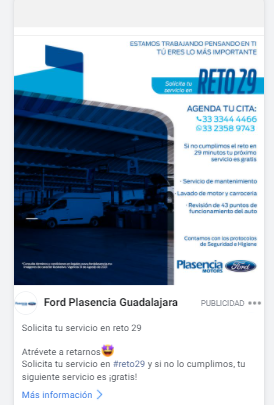 ESTAMOS TRABAJANDO PENSANDO EN TI
TÚ ERES LO MÁS IMPORTANTE
Solicita tu
servicio en
RETO 29
AGENDA TU CITA:
33 3344 4466
33 2358 9743
Si no cumplimos el reto en
29 minutos tu próximo
servicio es gratis
· Servicio de mantenimiento
· Lavado de motor y carrocería
· Revisión de 43 puntos de
funcionamiento del auto
Contamos con los protocolos
de Seguridad e Higiene
Plasencia
MOTORS
Ford
Ford Plasencia Guadalajara
PUBLICIDAD
Solicita tu servicio en reto 29
Atrévete a retarnos
Solicita tu servicio en #reto29 y si no lo cumplimos, tu
siguiente servicio es ¡gratis!
Más información